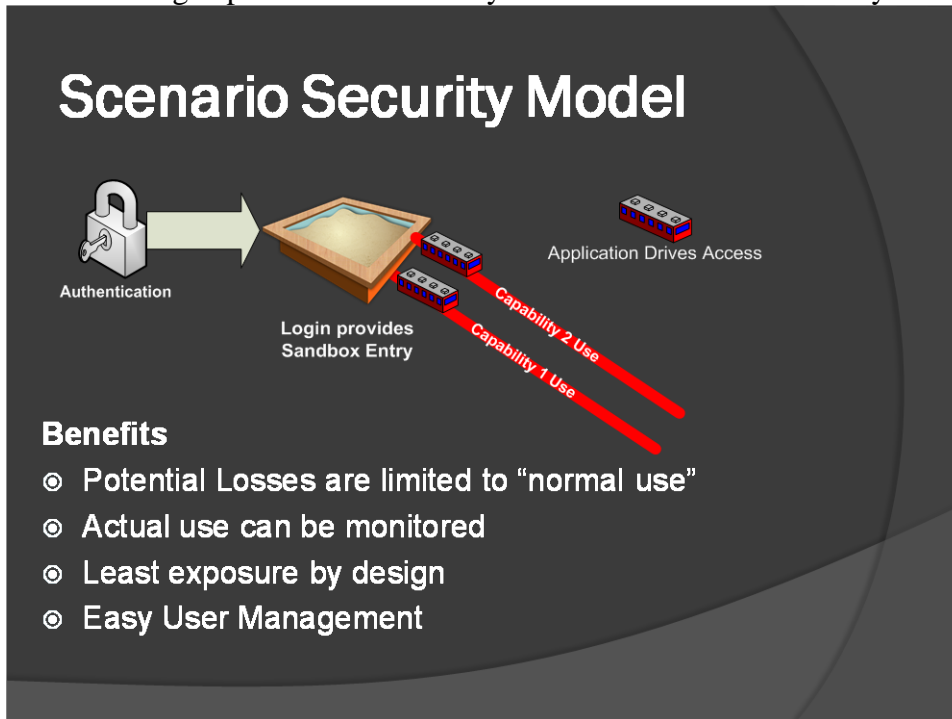 Scenario Security Model
Authentication
Login provides
Sandbox Entry
Capability 2 Use
Capability 1 Use
Application Drives Access
Benefits
Potential Losses are limited to “normal use”
Actual use can be monitored
Least exposure by design
Easy User Management